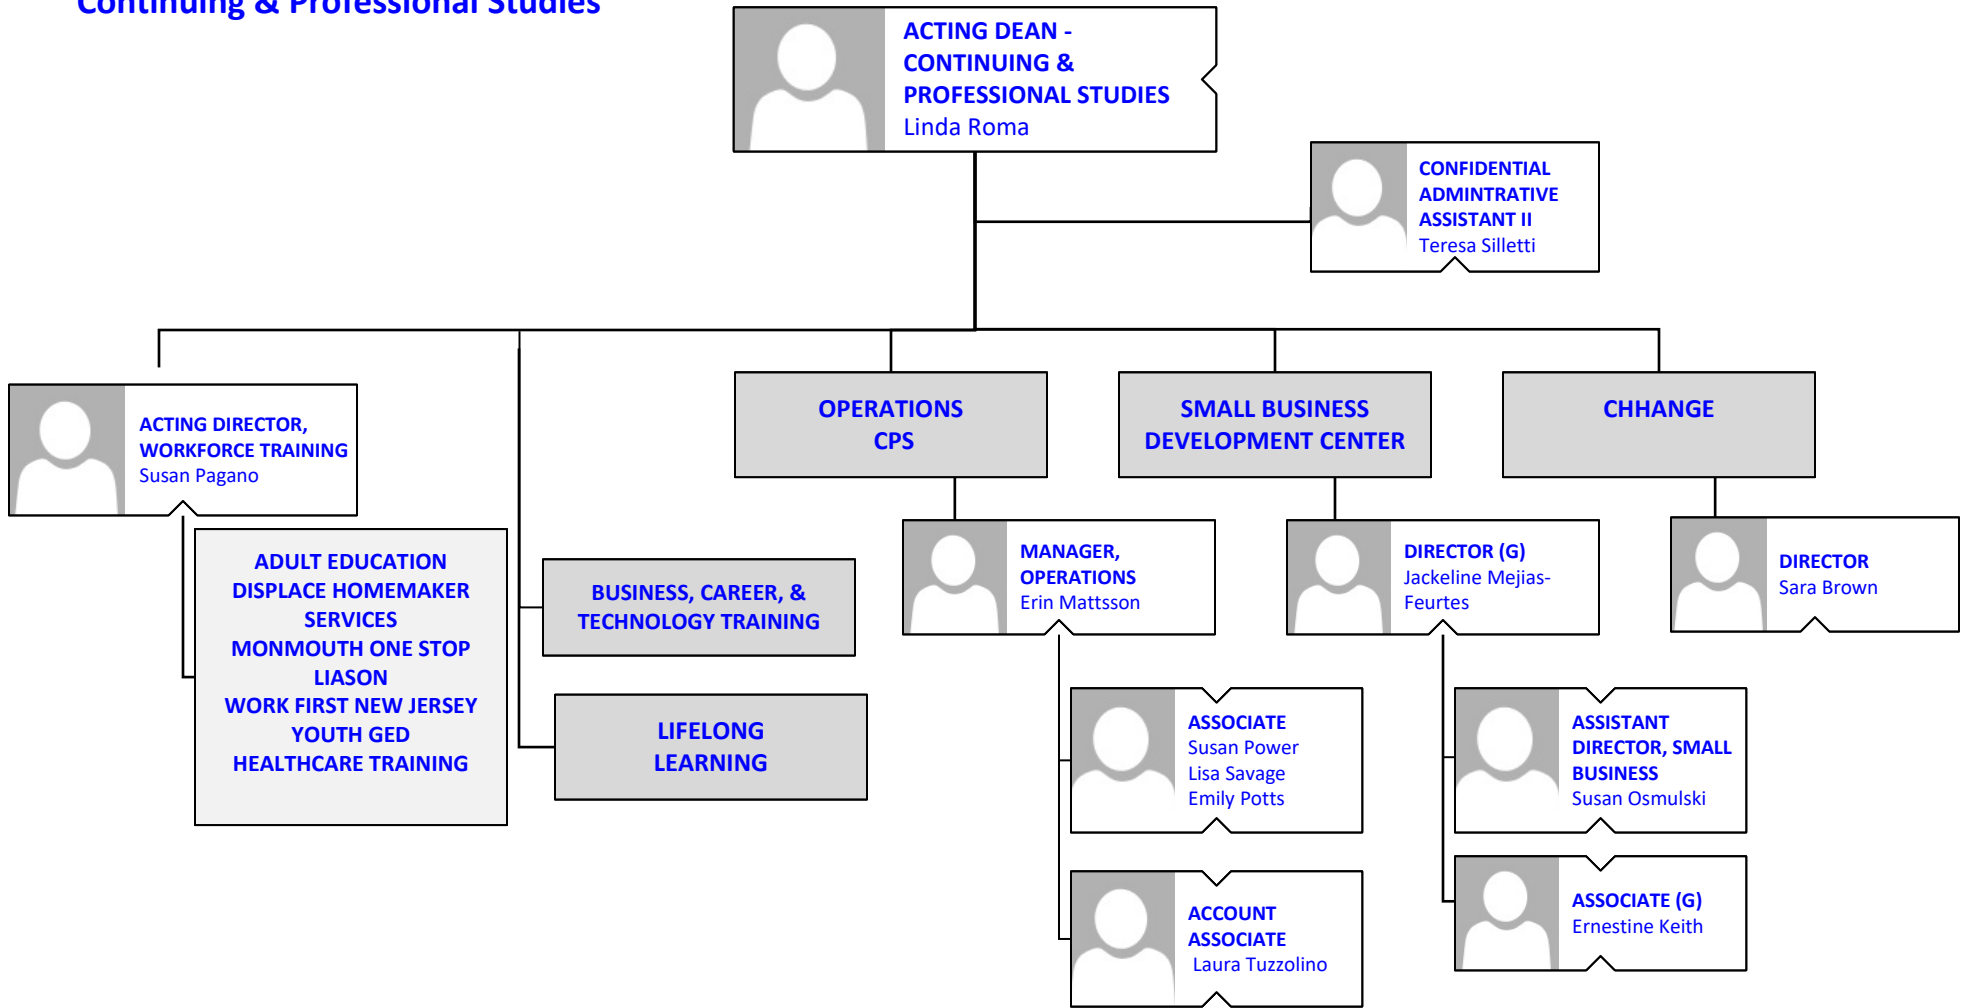 Continuing & Professional Studies
ACTING DEAN -
CONTINUING &
PROFESSIONAL STUDIES
Linda Roma
CONFIDENTIAL
ADMINTRATIVE
ASSISTANT II
Teresa Silletti
ACTING DIRECTOR,
WORKFORCE TRAINING
Susan Pagano
ADULT EDUCATION
DISPLACE HOMEMAKER
SERVICES
MONMOUTH ONE STOP
LIASON
WORK FIRST NEW JERSEY
YOUTH GED
HEALTHCARE TRAINING
BUSINESS, CAREER, &
TECHNOLOGY TRAINING
LIFELONG
LEARNING
OPERATIONS
CPS
MANAGER,
OPERATIONS
Erin Mattsson
ASSOCIATE
Susan Power
Lisa Savage
Emily Potts
ACCOUNT
ASSOCIATE
Laura Tuzzolino
SMALL BUSINESS
DEVELOPMENT CENTER
DIRECTOR (G)
Jackeline Mejias-
Feurtes
ASSISTANT
DIRECTOR, SMALL
BUSINESS
Susan Osmulski
ASSOCIATE (G)
Ernestine Keith
CHHANGE
DIRECTOR
Sara Brown